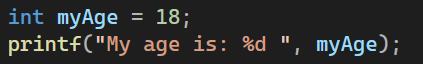 int myAge = 18;
printf("My age is: %d ", myAge);